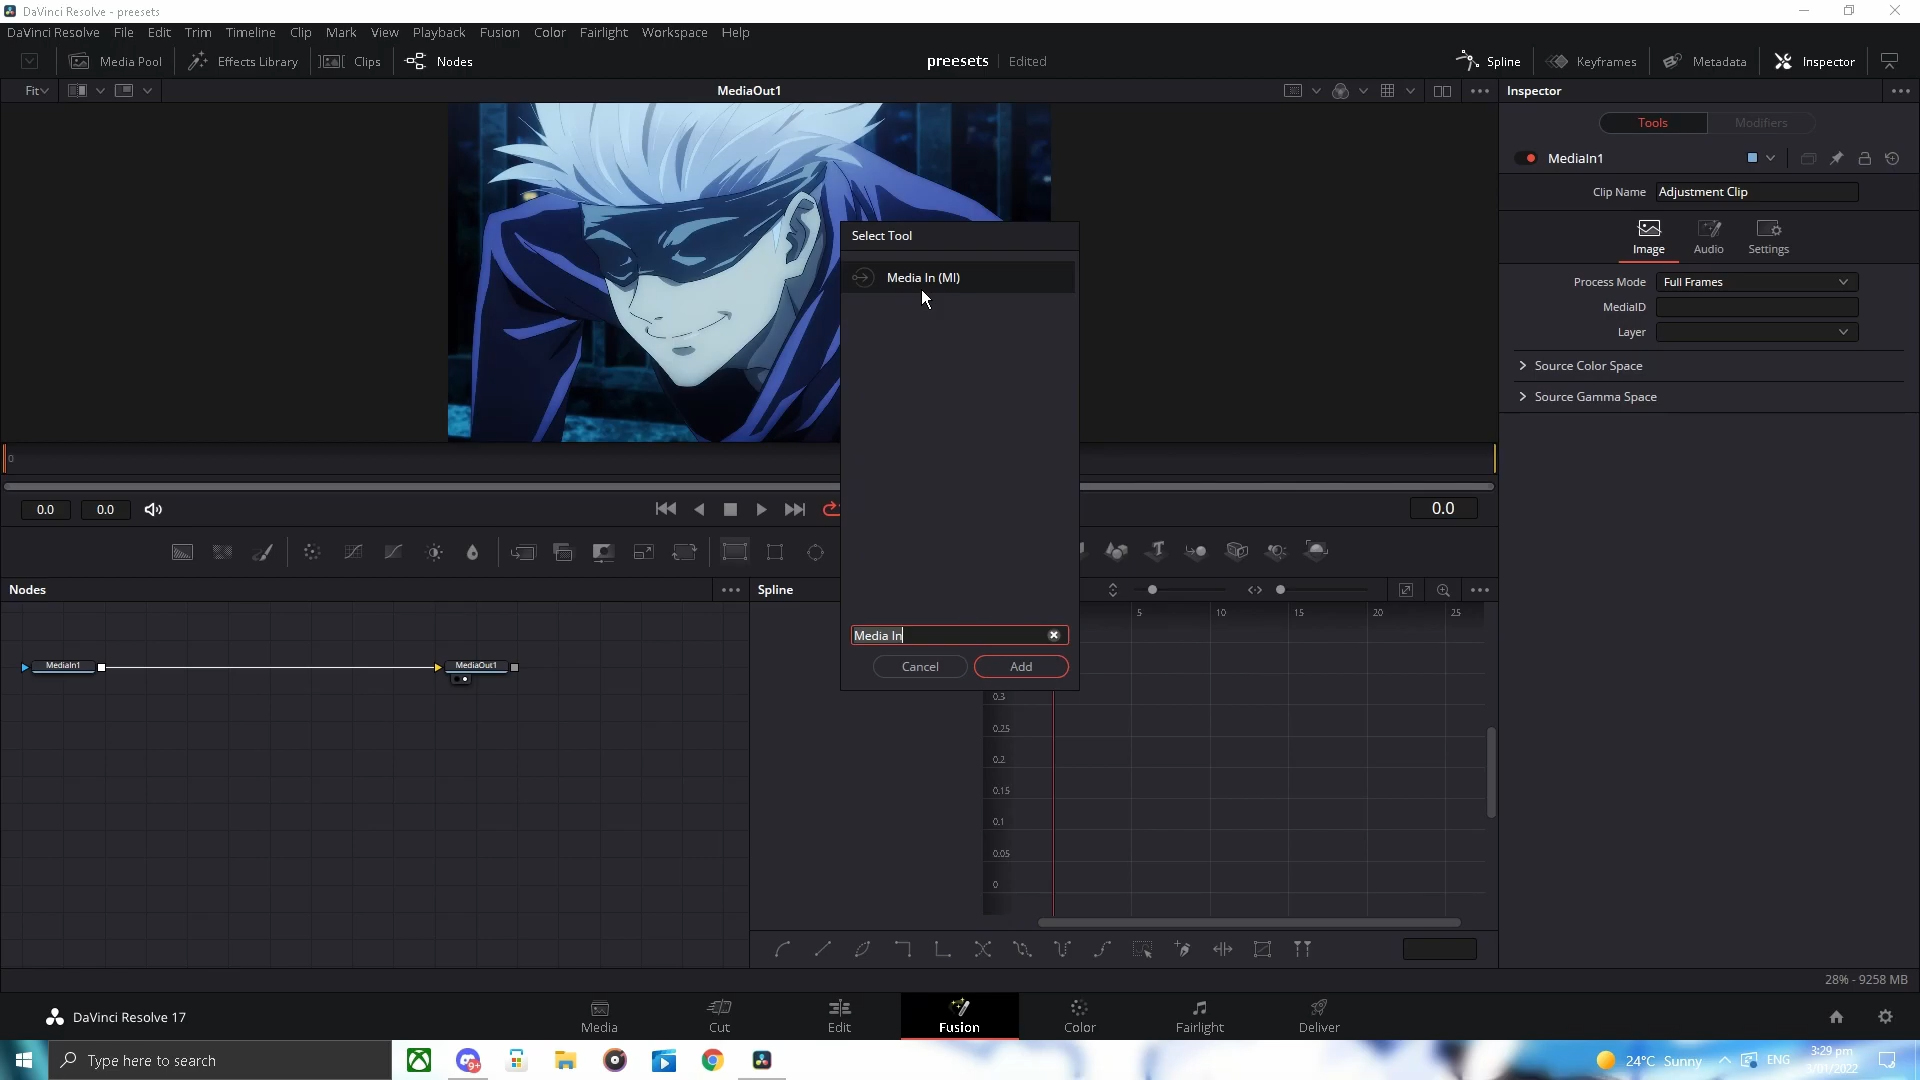 DaVinci Resolve - preesets
DaVinci Resolve File Edit Trim Timeline Clip Mark View Playback Fusion Color Fairlight Workspace Help
Media Pool Effects Library Clips Nodes preesets Edited Spline Keyframes Metadata Inspector
Fit MediaOut1 Inspector
Tools Modifiers
MediaIn1
Clip Name Adjustment Clip
Image Audio Settings
Process Mode Full Frames
MediaID
Layer
Source Color Space
Source Gamma Space
Select Tool
Media In (MI)
Media In
Cancel Add
0
0.0 0.0 0.0
Nodes Spline
MediaIn1 MediaOut1
5 10 15 20 25
0.3
0.25
0.2
0.15
0.1
0.05
0
28% - 9258 MB
DaVinci Resolve 17
Media Cut Edit Fusion Color Fairlight Deliver
Type here to search
9+
24°C Sunny ENG
3:29 pm
3/01/2022